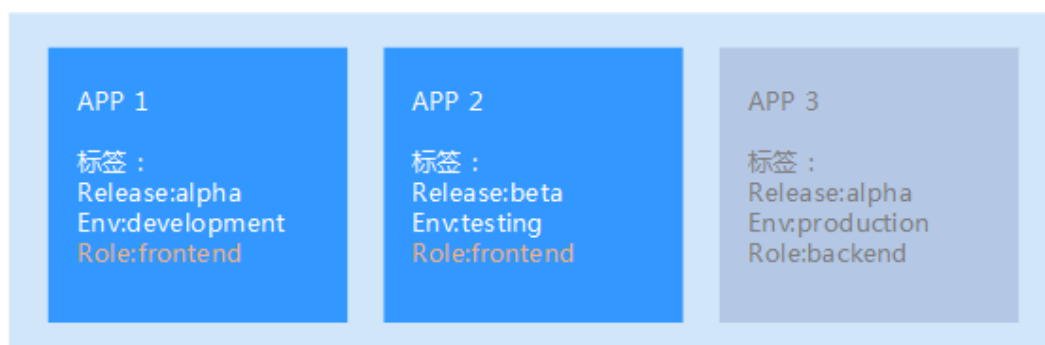 APP 1
标签：
Release:alpha
Env:development
Role:frontend
APP 2
标签：
Release:beta
Env:testing
Role:frontend
APP 3
标签：
Release:alpha
Env:production
Role:backend